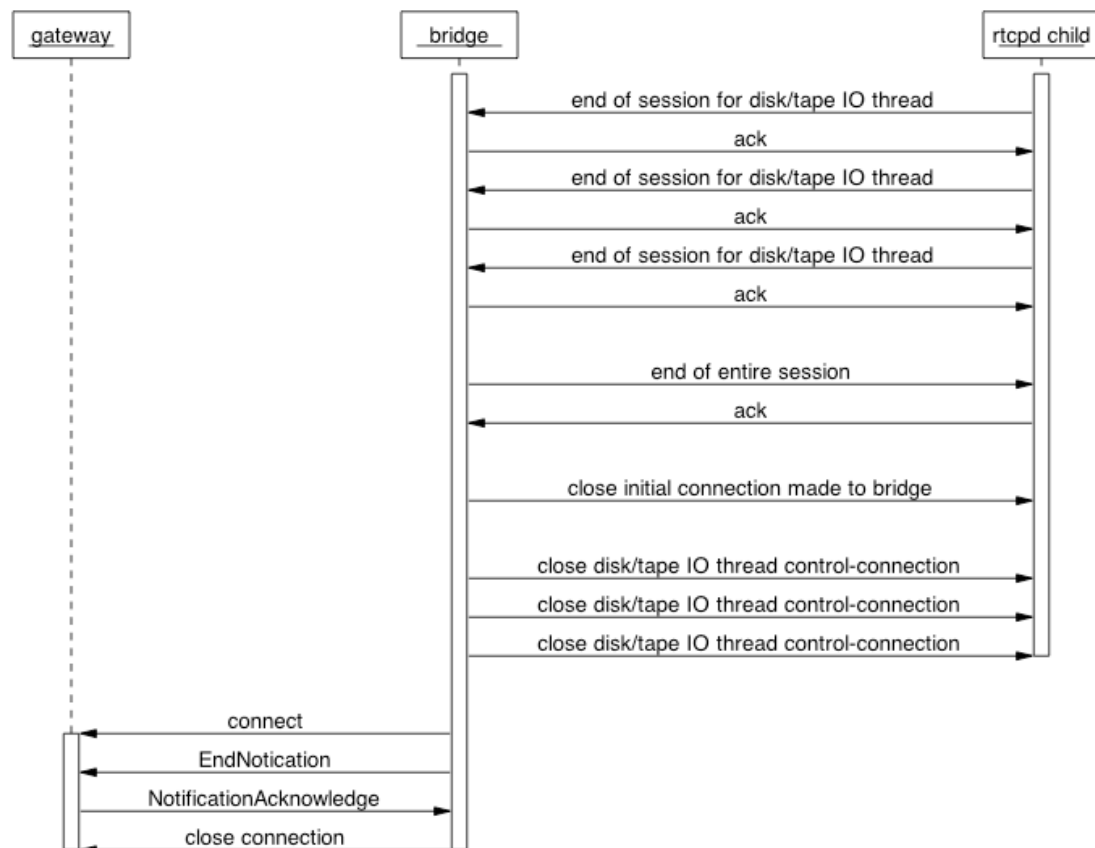 gateway
bridge
rtcpd child
end of session for disk/tape IO thread
ack
end of session for disk/tape IO thread
ack
end of session for disk/tape IO thread
ack
end of entire session
ack
close initial connection made to bridge
close disk/tape IO thread control-connection
close disk/tape IO thread control-connection
close disk/tape IO thread control-connection
connect
EndNotication
NotificationAcknowledge
close connection